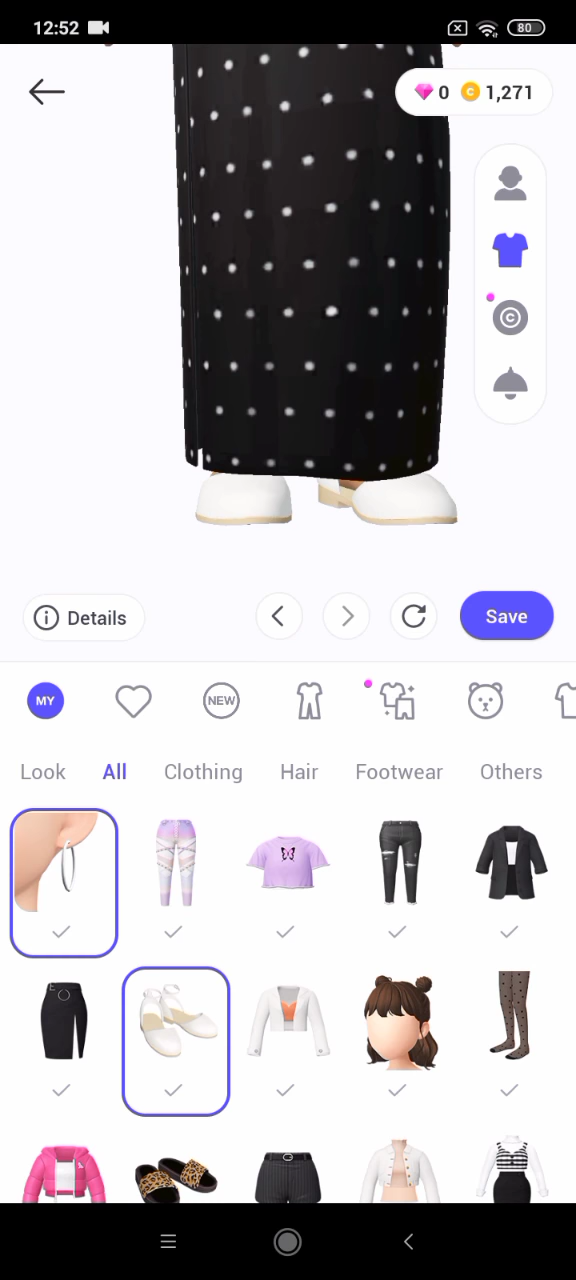 12:52
80
0 C 1,271
C
Details
Save
MY
NEW
Look All Clothing Hair Footwear Others